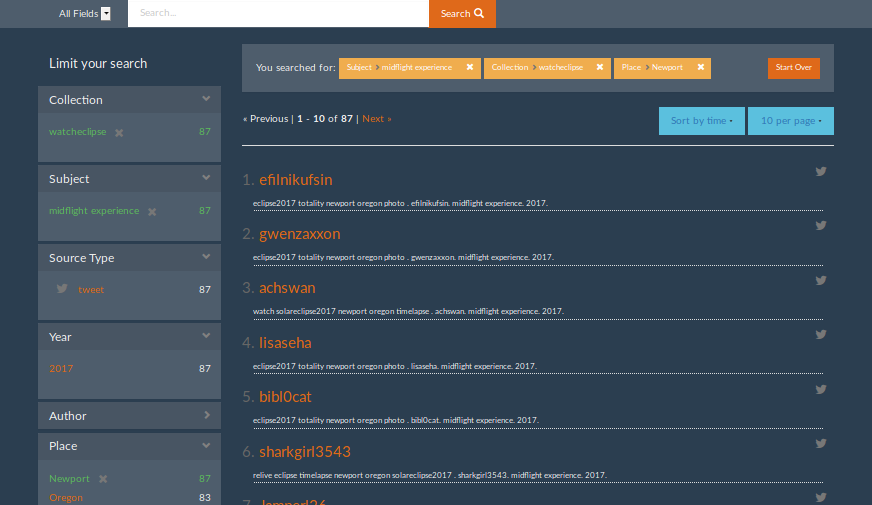 All Fields
Search...
Search
Limit your search
Collection
watcheclipse 87
Subject
midflight experience 87
Source Type
tweet 87
Year
2017 87
Author
Place
Newport 87
Oregon 83
You searched for: Subject > midflight experience ✖ Collection > watcheclipse ✖ Place > Newport ✖
Start Over
« Previous | 1 - 10 of 87 | Next »
Sort by time
10 per page
1. efilnikufsin
eclipse2017 totality newport oregon photo . efilnikufsin. midflight experience. 2017.
2. gwenzaxxon
eclipse2017 totality newport oregon photo . gwenzaxxon. midflight experience. 2017.
3. achswan
watch solareclipse2017 newport oregon timelapse . achswan. midflight experience. 2017.
4. lisaseha
eclipse2017 totality newport oregon photo . lisaseha. midflight experience. 2017.
5. bibl0cat
eclipse2017 totality newport oregon photo . bibl0cat. midflight experience. 2017.
6. sharkgirl3543
relive eclipse timelapse newport oregon solareclipse2017 . sharkgirl3543. midflight experience. 2017.
7.